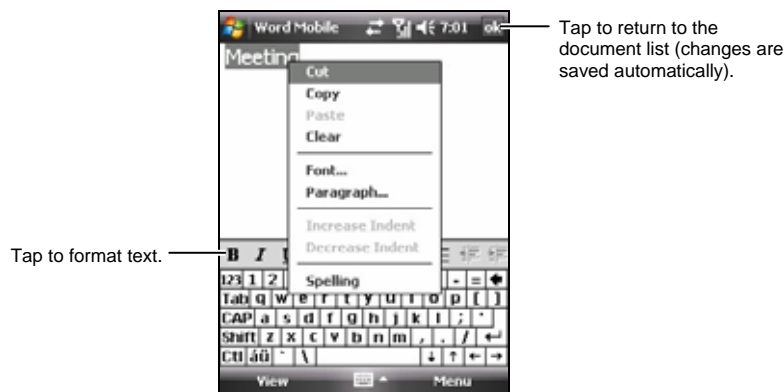 Word Mobile 7:01 ok
Tap to return to the
document list (changes are
saved automatically).
Meeting
Cut
Copy
Paste
Clear
Font...
Paragraph...
Increase Indent
Decrease Indent
Spelling
Tap to format text.
B I U
123 1 2 - =
Tab q w e r t y u i o p [ ]
CAP a s d f g h j k l ; '
Shift z x c v b n m , . /
Ctl áü ` \
View Menu